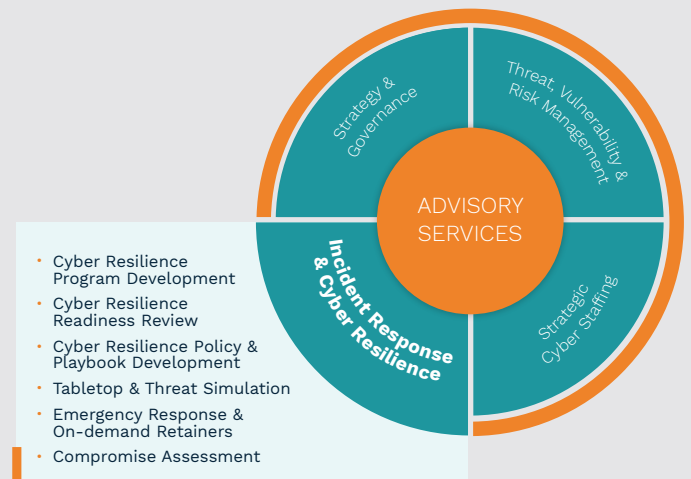 Strategy &
Governance
Threat, Vulnerability &
Risk Management
ADVISORY
SERVICES
Incident Response
& Cyber Resilience
Strategic
Cyber Staffing
• Cyber Resilience
Program Development
• Cyber Resilience
Readiness Review
• Cyber Resilience Policy &
Playbook Development
• Tabletop & Threat Simulation
• Emergency Response &
On-demand Retainers
• Compromise Assessment